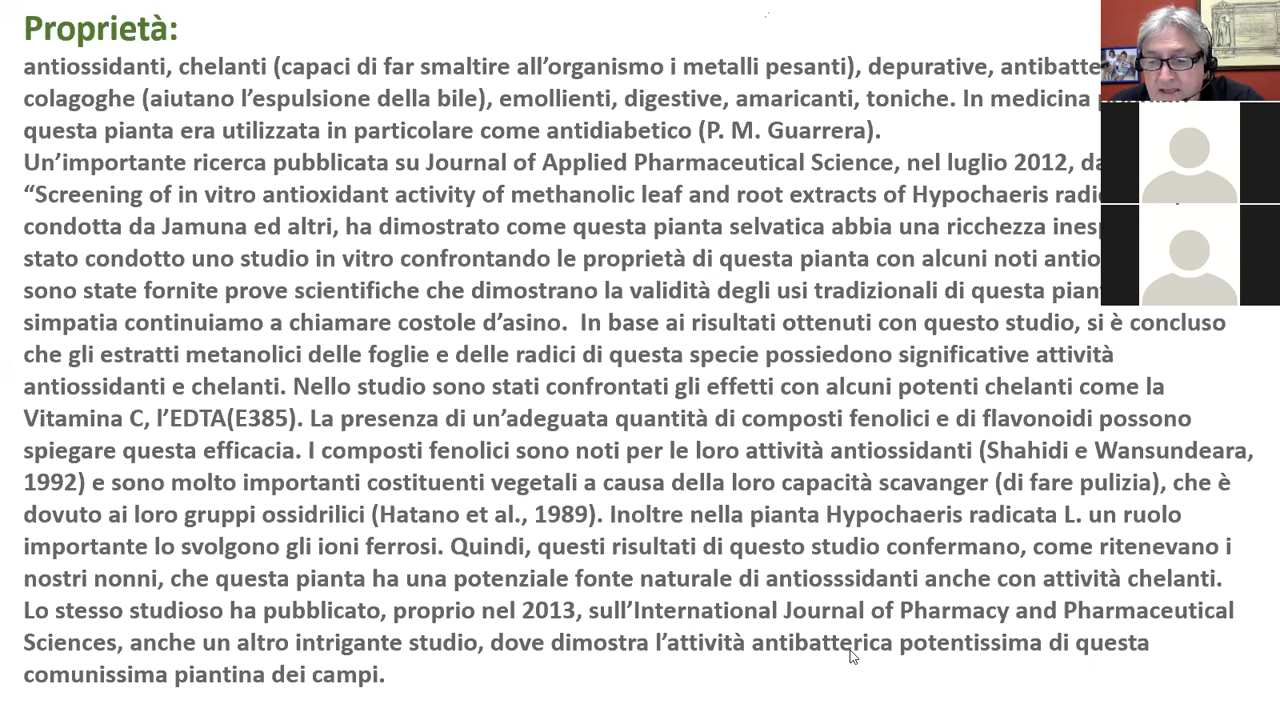 Proprietà:
antiossidanti, chelanti (capaci di far smaltire all’organismo i metalli pesanti), depurative,
colagoghe (aiutano l’espulsione della bile), emollienti, digestive, amaricanti, toniche. In medicina
questa pianta era utilizzata in particolare come antidiabetico (P. M. Guarrera).
Un’importante ricerca pubblicata su Journal of Applied Pharmaceutical Science, nel luglio 2012,
“Screening of in vitro antioxidant activity of methanolic leaf and root extracts of Hypochaeris
condotta da Jamuna ed altri, ha dimostrato come questa pianta selvatica abbia una ricchezza
stato condotto uno studio in vitro confrontando le proprietà di questa pianta con alcuni noti
sono state fornite prove scientifiche che dimostrano la validità degli usi tradizionali di questa
simpatia continuiamo a chiamare costole d’asino. In base ai risultati ottenuti con questo studio, si è concluso
che gli estratti metanolici delle foglie e delle radici di questa specie possiedono significative attività
antiossidanti e chelanti. Nello studio sono stati confrontati gli effetti con alcuni potenti chelanti come la
Vitamina C, l’EDTA(E385). La presenza di un’adeguata quantità di composti fenolici e di flavonoidi possono
spiegare questa efficacia. I composti fenolici sono noti per le loro attività antiossidanti (Shahidi e Wansundeara,
1992) e sono molto importanti costituenti vegetali a causa della loro capacità scavanger (di fare pulizia), che è
dovuto ai loro gruppi ossidrilici (Hatano et al., 1989). Inoltre nella pianta Hypochaeris radicata L. un ruolo
importante lo svolgono gli ioni ferrosi. Quindi, questi risultati di questo studio confermano, come ritenevano i
nostri nonni, che questa pianta ha una potenziale fonte naturale di antiosssidanti anche con attività chelanti.
Lo stesso studioso ha pubblicato, proprio nel 2013, sull’International Journal of Pharmacy and Pharmaceutical
Sciences, anche un altro intrigante studio, dove dimostra l’attività antibatterica potentissima di questa
comunissima piantina dei campi.